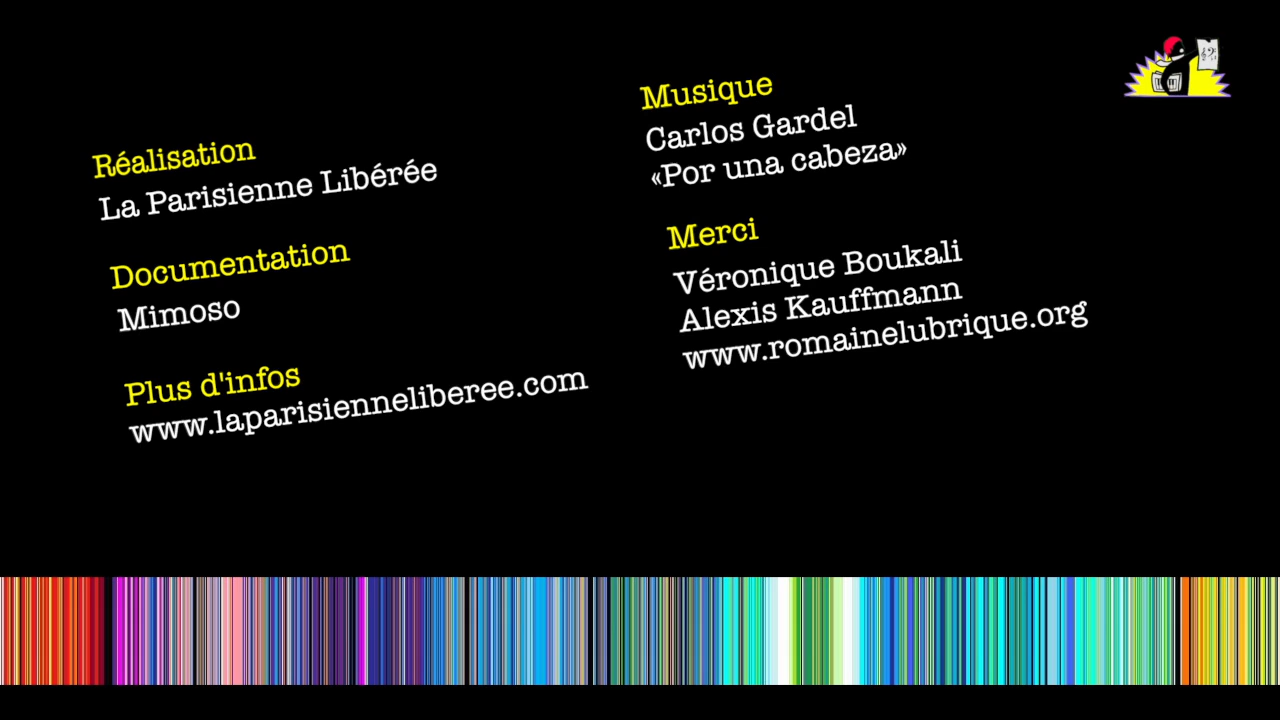 Réalisation
La Parisienne Libérée
Documentation
Mimoso
Plus d'infos
www.laparisienneliberee.com
Musique
Carlos Gardel
«Por una cabeza»
Merci
Véronique Boukali
Alexis Kauffmann
www.romainelubrique.org